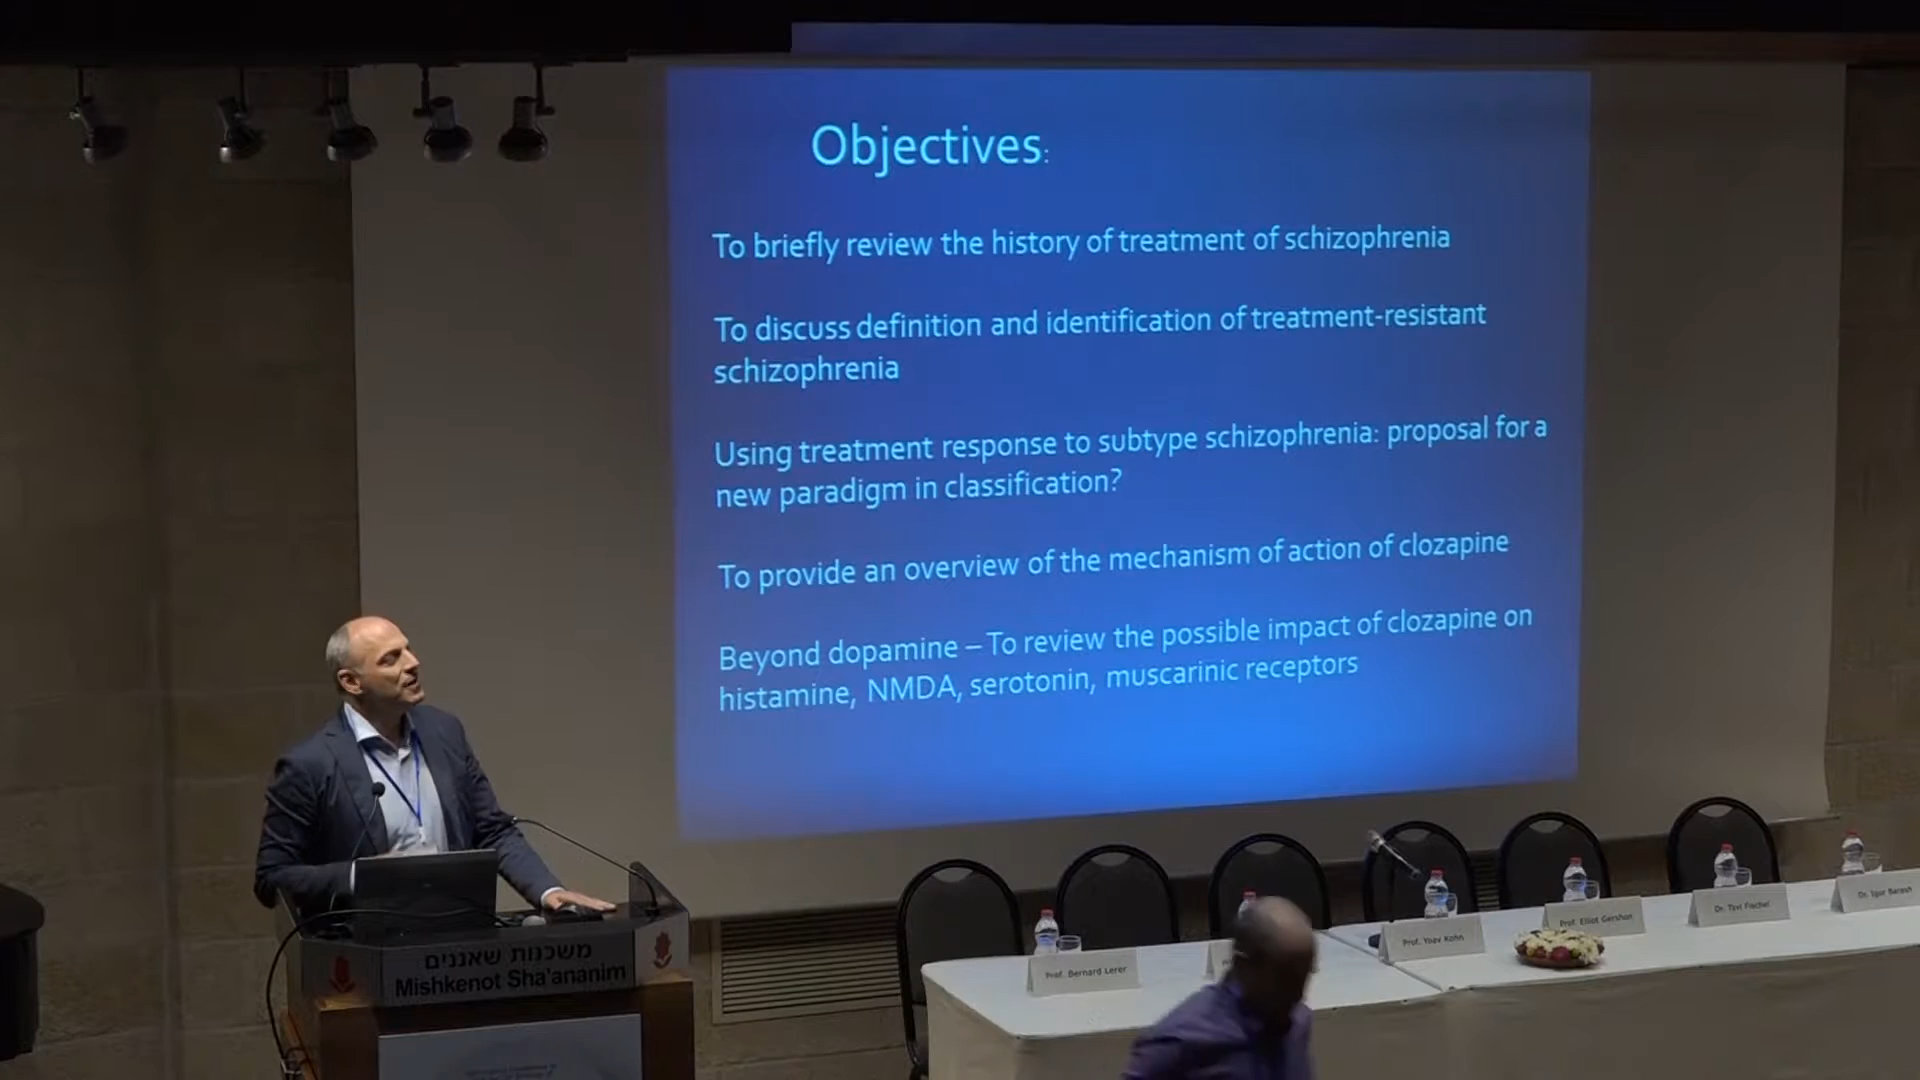 Objectives:
To briefly review the history of treatment of schizophrenia
To discuss definition and identification of treatment-resistant
schizophrenia
Using treatment response to subtype schizophrenia: proposal for a
new paradigm in classification?
To provide an overview of the mechanism of action of clozapine
Beyond dopamine – To review the possible impact of clozapine on
histamine, NMDA, serotonin, muscarinic receptors
משכנות שאננים
Mishkenot Sha'ananim
Prof. Bernard Lerer
Prof. Yoav Kohn
Prof. Elliot Gershon
Dr. Tsvi Fischel
Dr. Igor Barash